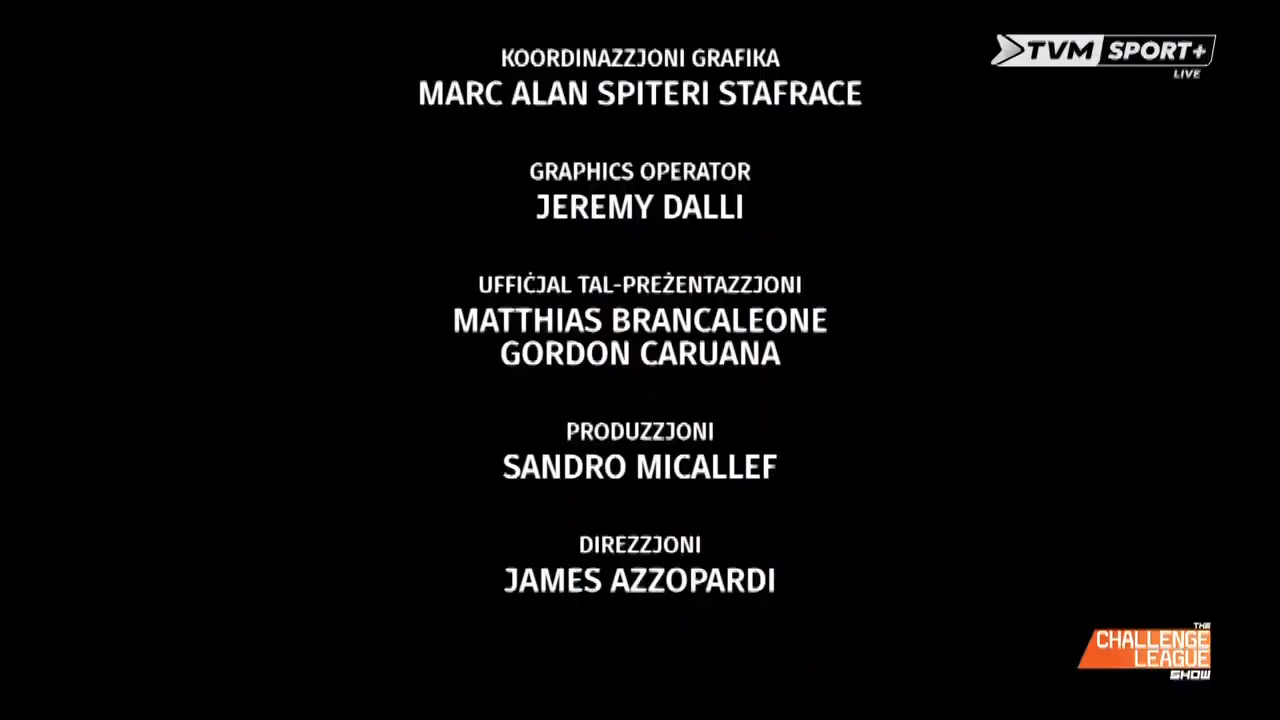 KOORDINAZZJONI GRAFIKA
MARC ALAN SPITERI STAFRACE
GRAPHICS OPERATOR
JEREMY DALLI
UFFIĊJAL TAL-PREŻENTAZZJONI
MATTHIAS BRANCALEONE
GORDON CARUANA
PRODUZZJONI
SANDRO MICALLEF
DIREZZJONI
JAMES AZZOPARDI
TVM SPORT+
LIVE
THE
CHALLENGE
LEAGUE
SHOW